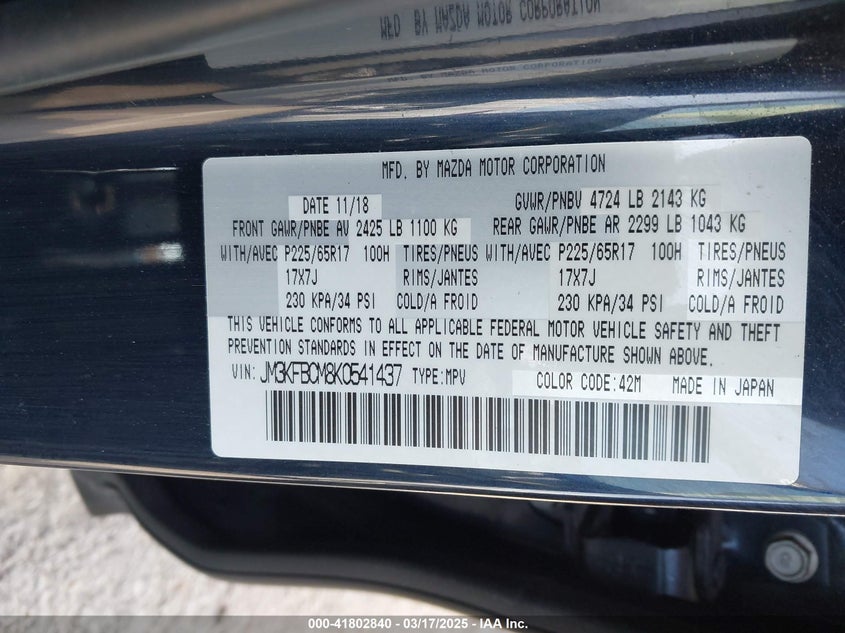 MFD. BY MAZDA MOTOR CORPORATION
DATE 11/18 GVWR/PNBV 4724 LB 2143 KG
FRONT GAWR/PNBE AV 2425 LB 1100 KG REAR GAWR/PNBE AR 2299 LB 1043 KG
WITH/AVEC P225/65R17 100H TIRES/PNEUS WITH/AVEC P225/65R17 100H TIRES/PNEUS
17X7J RIMS/JANTES 17X7J RIMS/JANTES
230 KPA/34 PSI COLD/A FROID 230 KPA/34 PSI COLD/A FROID
THIS VEHICLE CONFORMS TO ALL APPLICABLE FEDERAL MOTOR VEHICLE SAFETY AND THEFT
PREVENTION STANDARDS IN EFFECT ON THE DATE OF MANUFACTURE SHOWN ABOVE.
VIN: JM3KFBCM8K0541437 TYPE:MPV COLOR CODE:42M MADE IN JAPAN
000-41802840 - 03/17/2025 - IAA Inc.